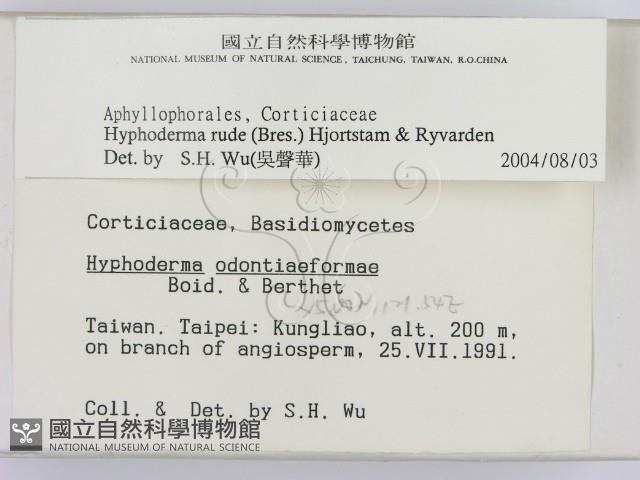 國立自然科學博物館
NATIONAL MUSEUM OF NATURAL SCIENCE, TAICHUNG, TAIWAN, R.O.CHINA
Aphyllophorales, Corticiaceae
Hyphoderma rude (Bres.) Hjortstam & Ryvarden
Det. by S.H. Wu(吳聲華) 2004/08/03
Corticiaceae, Basidiomycetes
Hyphoderma odontiaeformae
Boid. & Berthet
Taiwan. Taipei: Kungliao, alt. 200 m,
on branch of angiosperm, 25.VII.1991.
Coll. & Det. by S.H. Wu
國立自然科學博物館
NATIONAL MUSEUM OF NATURAL SCIENCE